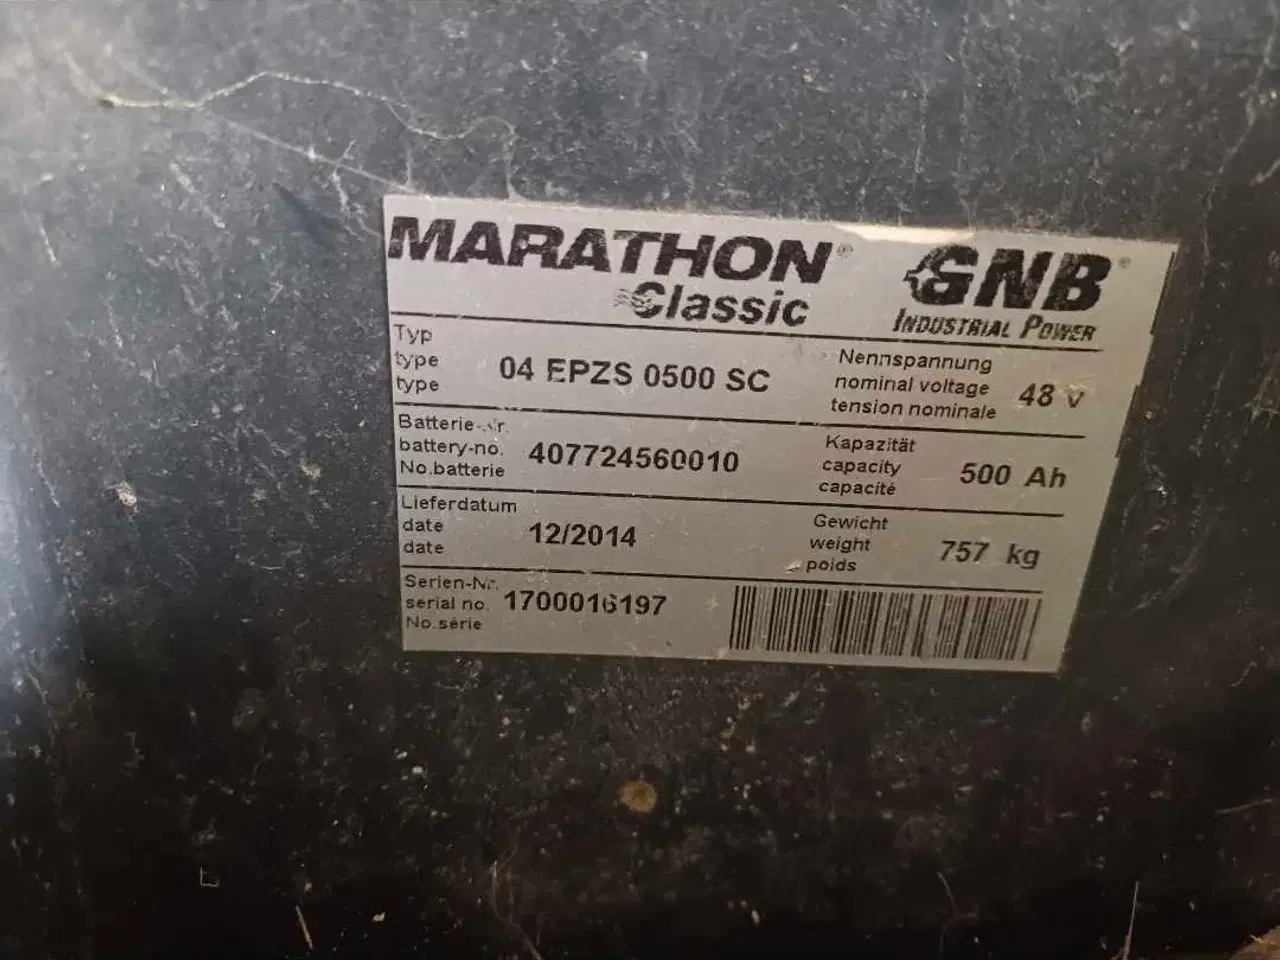 MARATHON® GNB®
Classic INDUSTRIAL POWER
Typ
type
type
04 EPZS 0500 SC
Nennspannung
nominal voltage
tension nominale
48 V
Batterie-Nr.
battery-no.
No.batterie
407724560010
Kapazität
capacity
capacité
500 Ah
Lieferdatum
date
date
12/2014
Gewicht
weight
poids
757 kg
Serien-Nr.
serial no.
No.série
1700016197